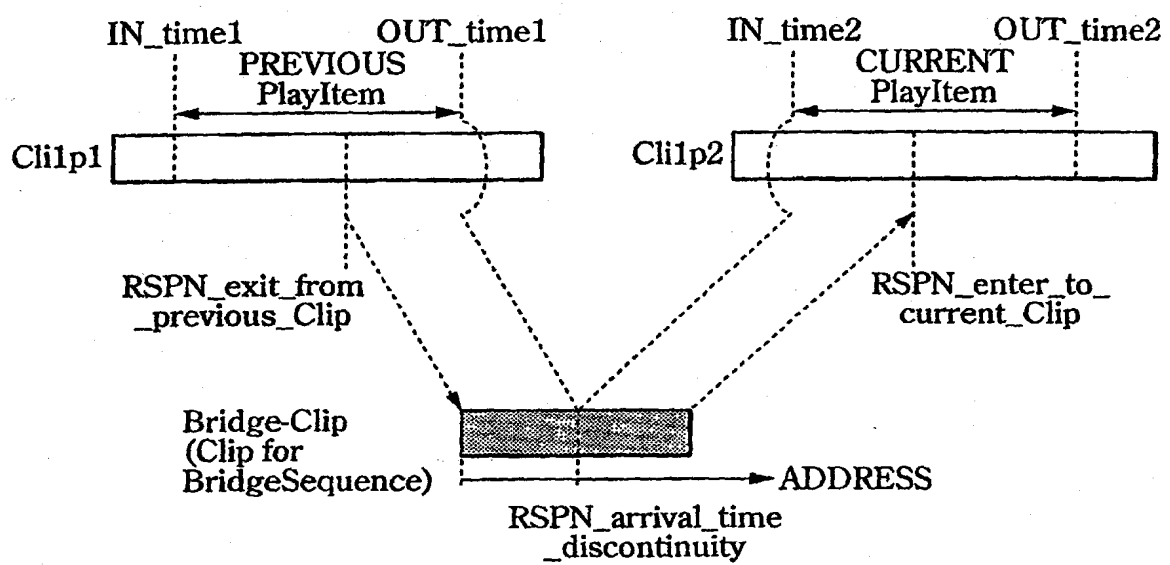 IN_time1
OUT_time1
IN_time2
OUT_time2
PREVIOUS
PlayItem
CURRENT
PlayItem
Cli1p1
Cli1p2
RSPN_exit_from
_previous_Clip
RSPN_enter_to_
current_Clip
Bridge-Clip
(Clip for
BridgeSequence)
ADDRESS
RSPN_arrival_time
_discontinuity